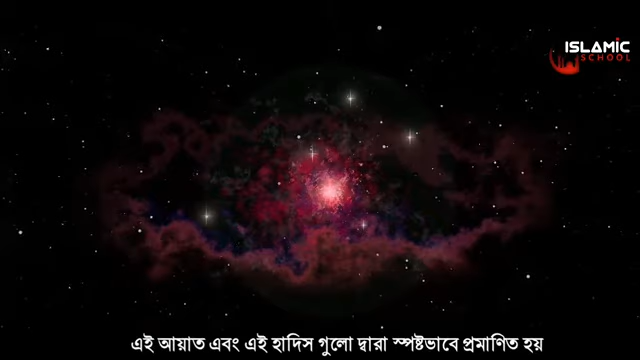 ISLAMIC
SCHOOL
এই আয়াত এবং এই হাদিস গুলো দ্বারা স্পষ্টভাবে প্রমাণিত হয়